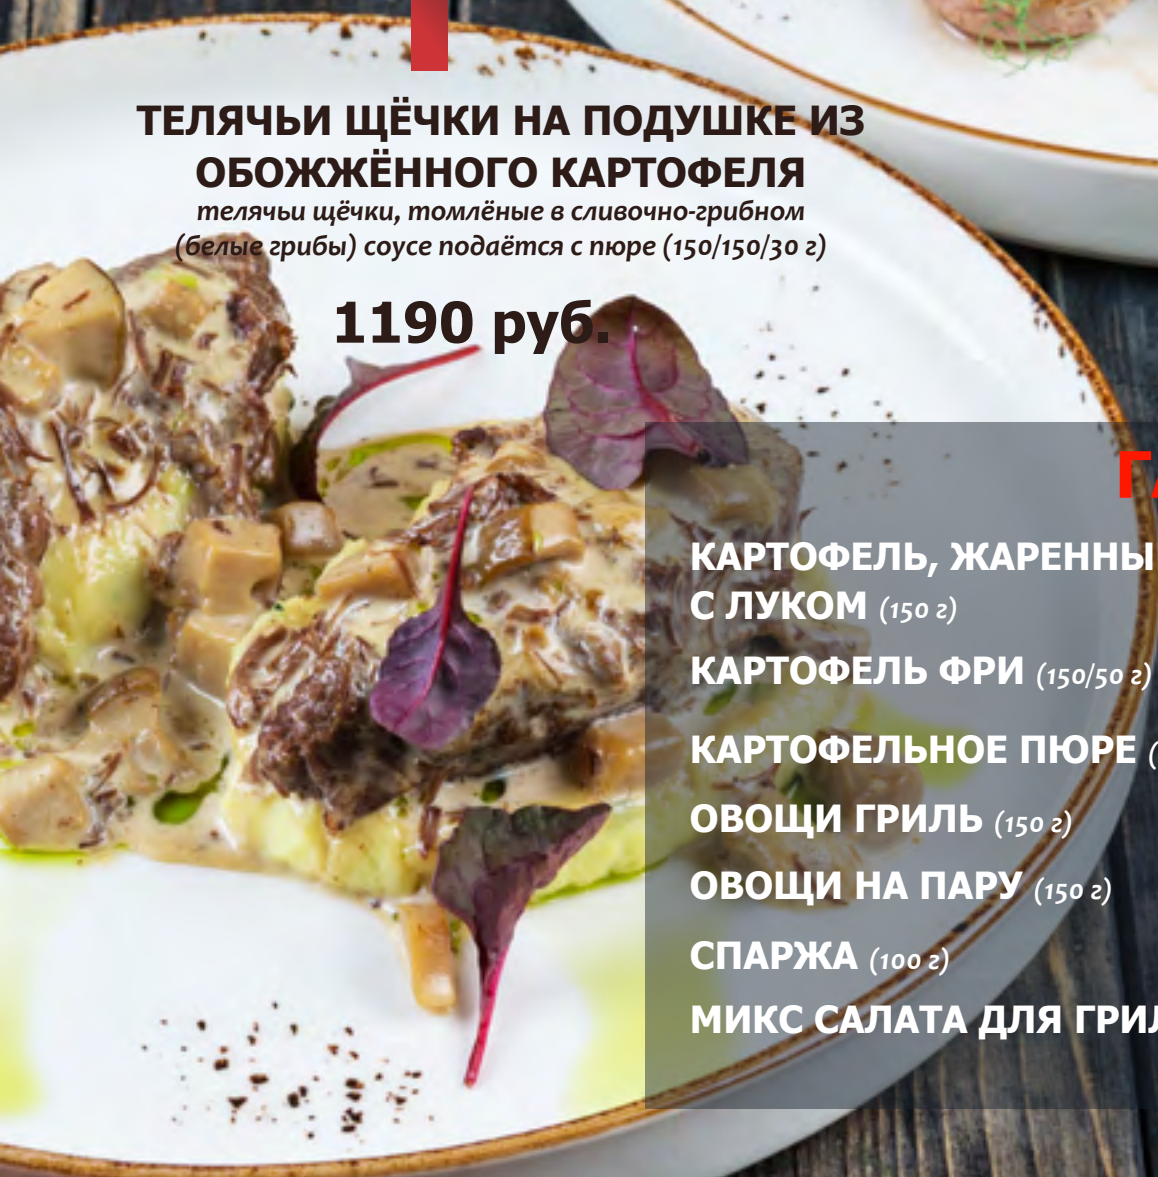 ТЕЛЯЧЬИ ЩЁЧКИ НА ПОДУШКЕ ИЗ
ОБОЖЖЁННОГО КАРТОФЕЛЯ
телячьи щёчки, томлёные в сливочно-грибном
(белые грибы) соусе подаётся с пюре (150/150/30 г)
1190 руб.
КАРТОФЕЛЬ, ЖАРЕННЫ
С ЛУКОМ (150 г)
КАРТОФЕЛЬ ФРИ (150/50 г)
КАРТОФЕЛЬНОЕ ПЮРЕ (
ОВОЩИ ГРИЛЬ (150 г)
ОВОЩИ НА ПАРУ (150 г)
СПАРЖА (100 г)
МИКС САЛАТА ДЛЯ ГРИЛ